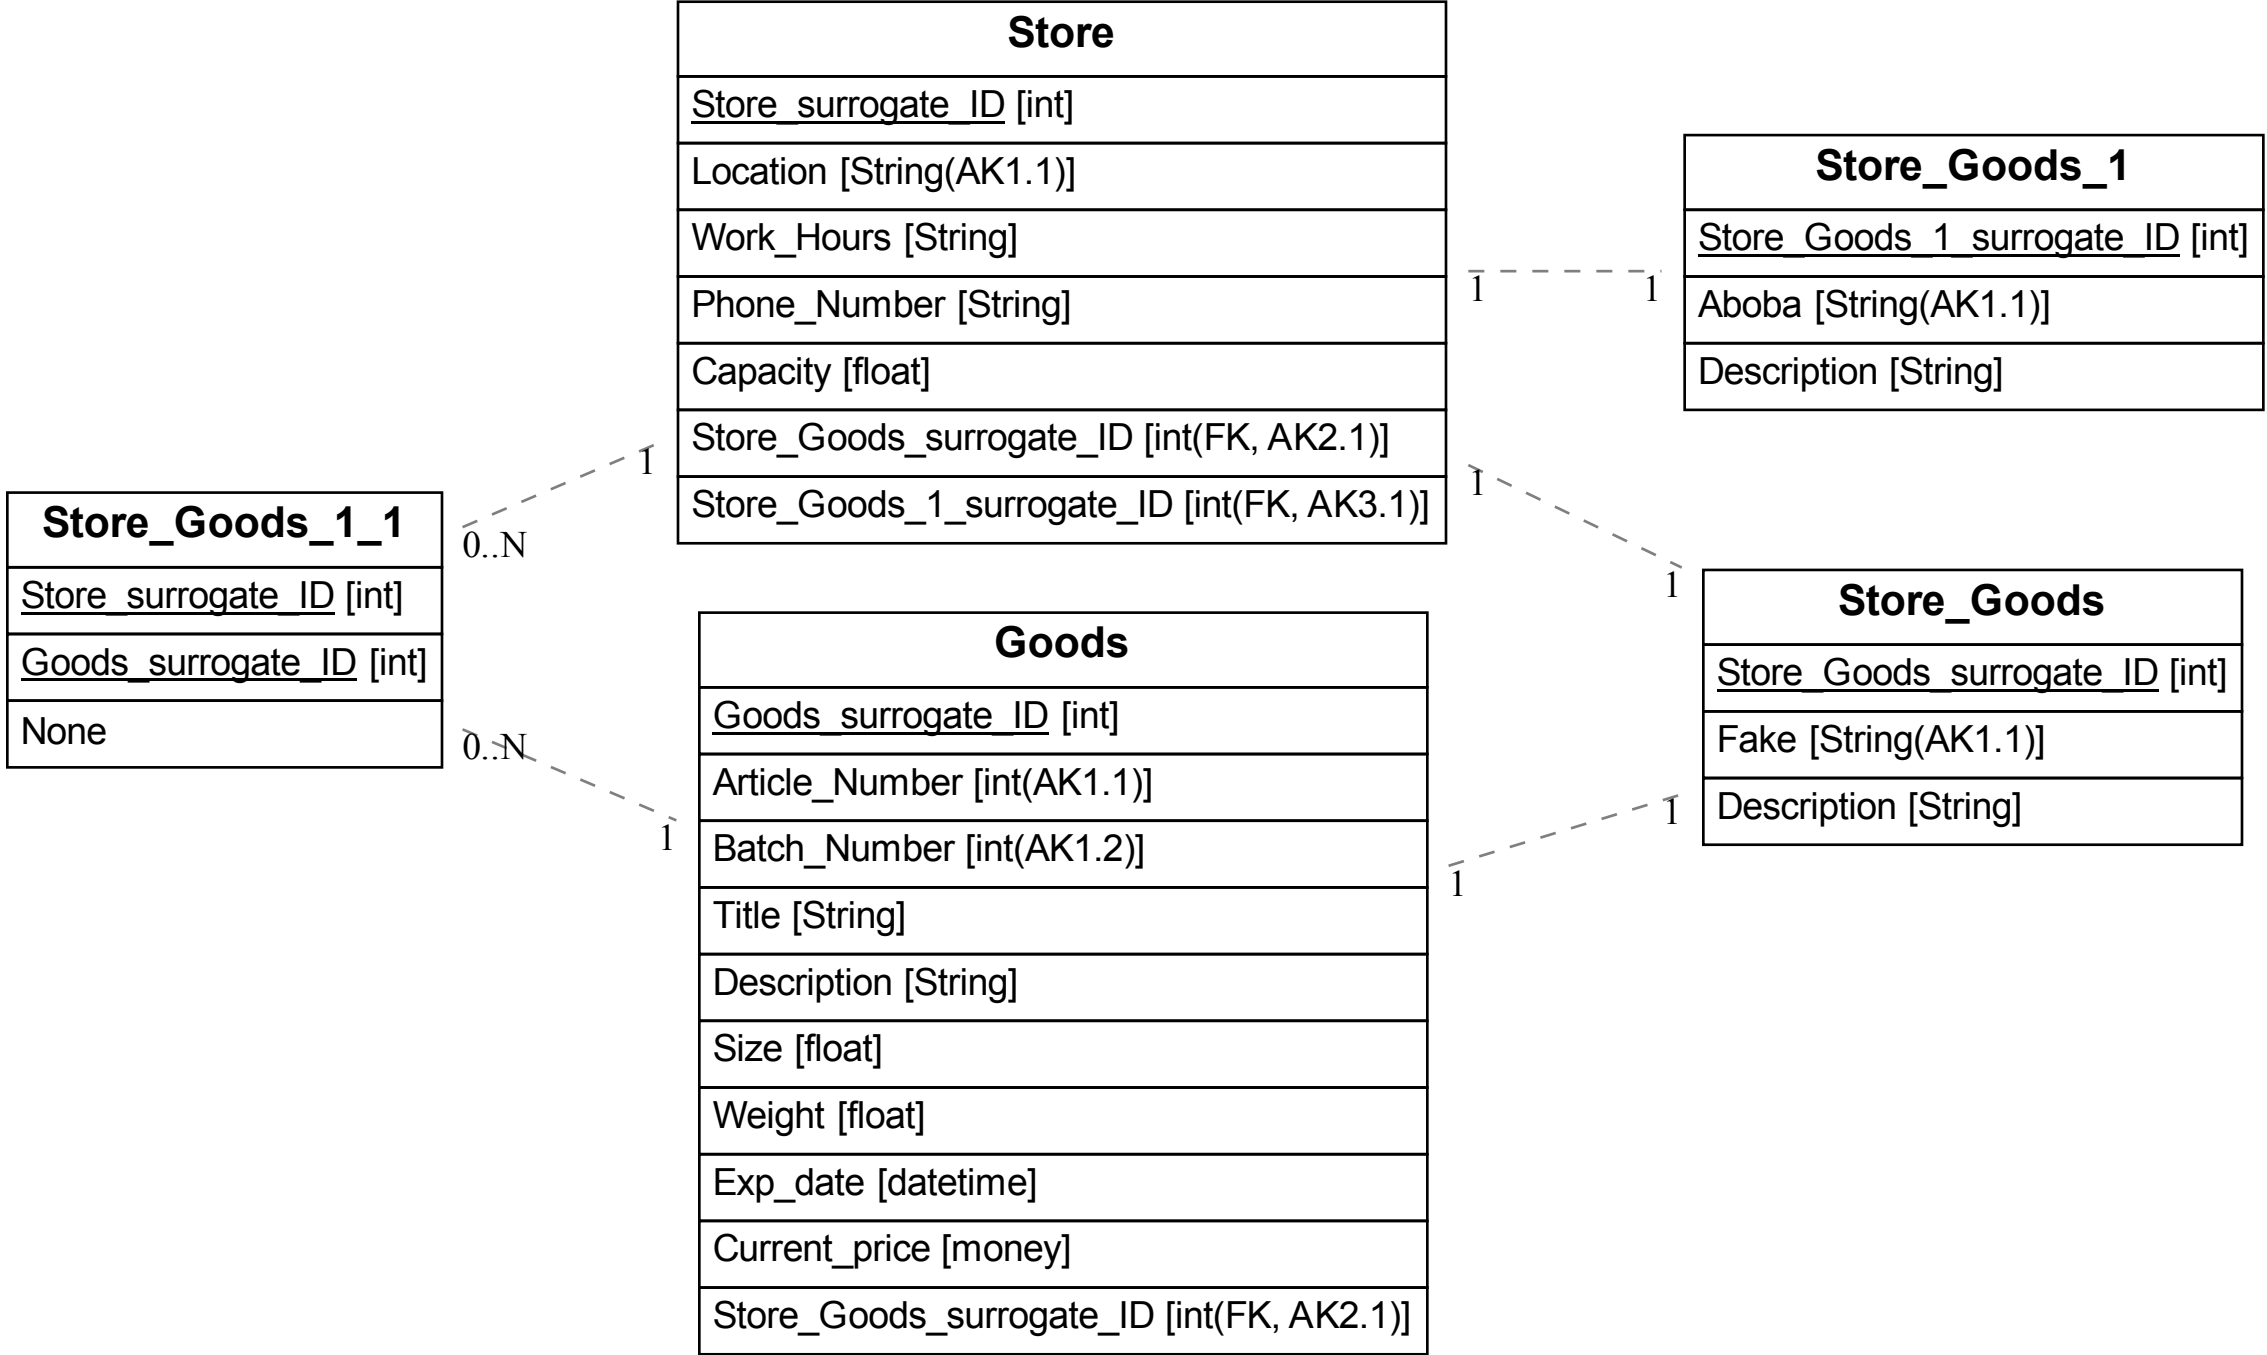 Store
Store_surrogate_ID [int]
Location [String(AK1.1)]
Work_Hours [String]
Phone_Number [String]
Capacity [float]
Store_Goods_surrogate_ID [int(FK, AK2.1)]
Store_Goods_1_surrogate_ID [int(FK, AK3.1)]
Store_Goods_1
Store_Goods_1_surrogate_ID [int]
Aboba [String(AK1.1)]
Description [String]
1
1
1
0..N
1
1
Store_Goods_1_1
Store_surrogate_ID [int]
Goods_surrogate_ID [int]
None
0..N
1
1
1
Goods
Goods_surrogate_ID [int]
Article_Number [int(AK1.1)]
Batch_Number [int(AK1.2)]
Title [String]
Description [String]
Size [float]
Weight [float]
Exp_date [datetime]
Current_price [money]
Store_Goods_surrogate_ID [int(FK, AK2.1)]
Store_Goods
Store_Goods_surrogate_ID [int]
Fake [String(AK1.1)]
Description [String]